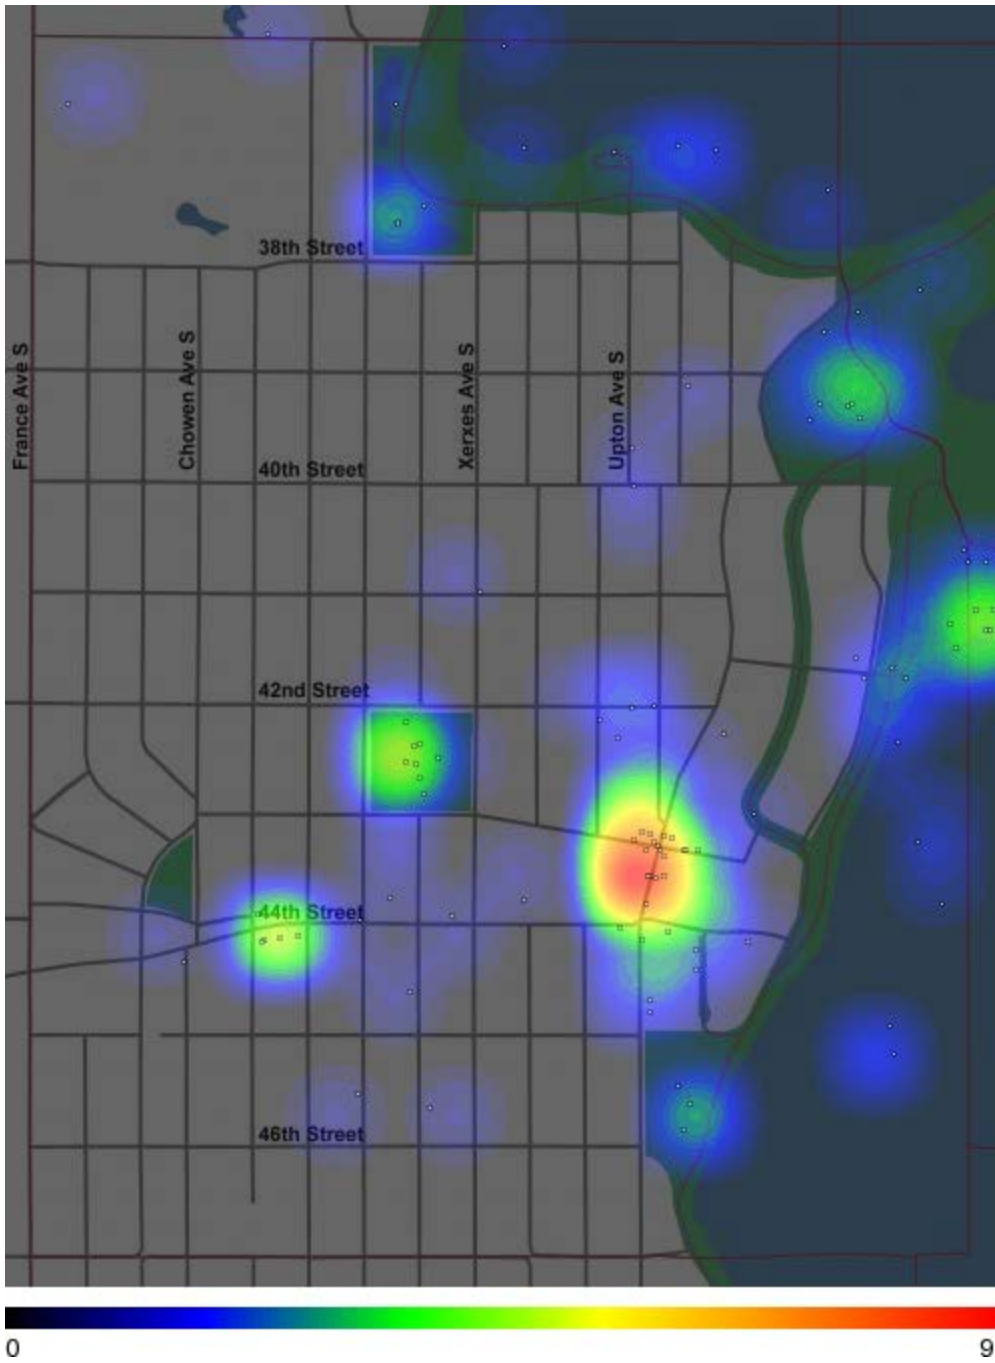 38th Street
France Ave S
Chowen Ave S
Xerxes Ave S
Upton Ave S
40th Street
42nd Street
44th Street
46th Street
0
9